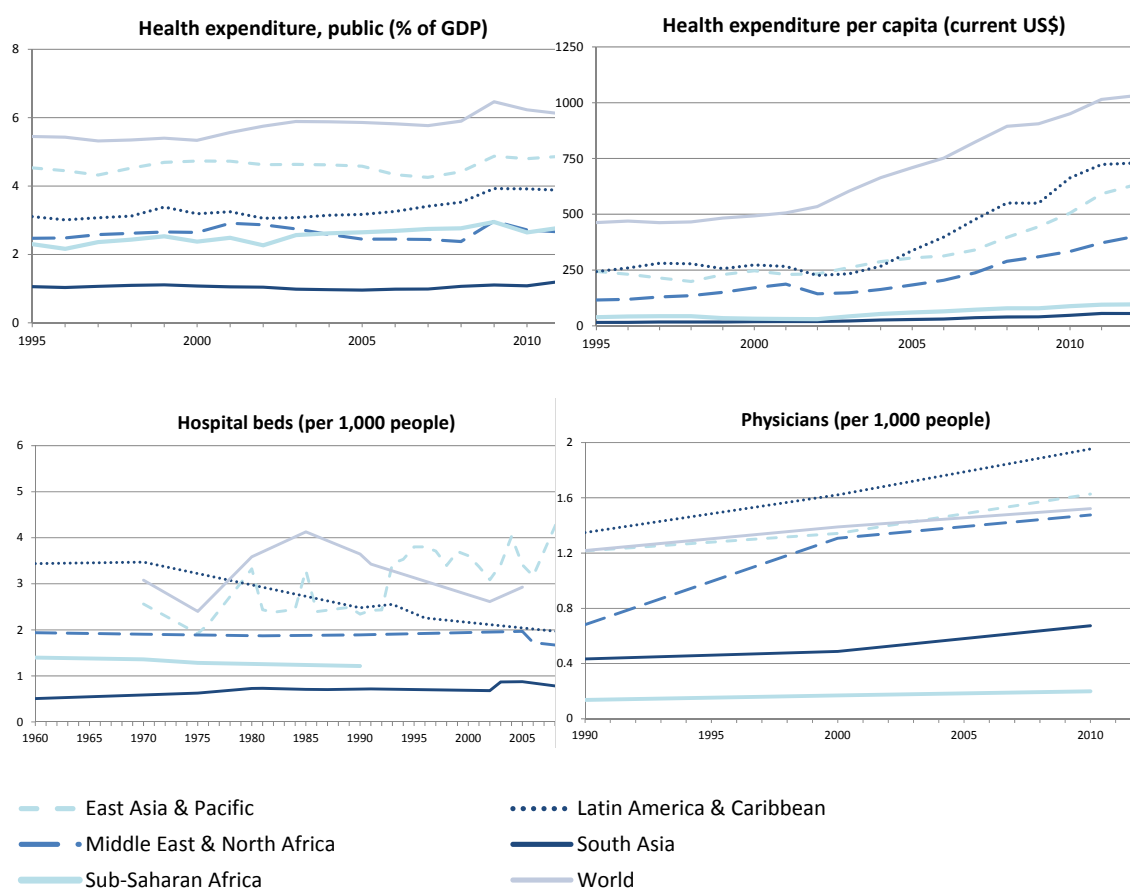 Health expenditure, public (% of GDP)
8
6
4
2
0
1995 2000 2005 2010
Health expenditure per capita (current US$)
1250
1000
750
500
250
0
1995 2000 2005 2010
Hospital beds (per 1,000 people)
6
5
4
3
2
1
0
1960 1965 1970 1975 1980 1985 1990 1995 2000 2005
Physicians (per 1,000 people)
2
1.6
1.2
0.8
0.4
0
1990 1995 2000 2005 2010
East Asia & Pacific
Latin America & Caribbean
Middle East & North Africa
South Asia
Sub-Saharan Africa
World